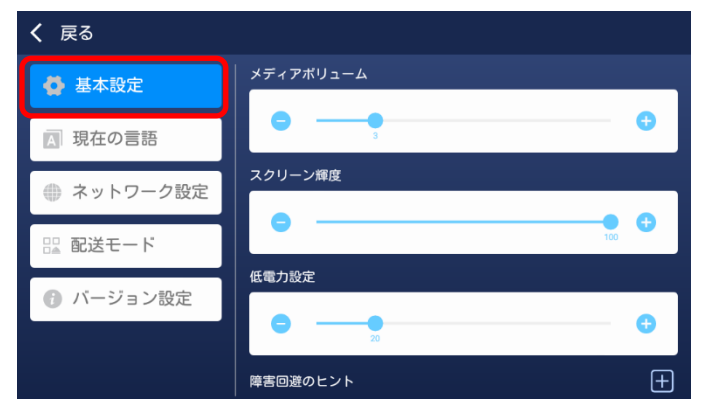 戻る
基本設定
現在の言語
ネットワーク設定
配送モード
バージョン設定
メディアボリューム
3
スクリーン輝度
100
低電力設定
20
障害回避のヒント